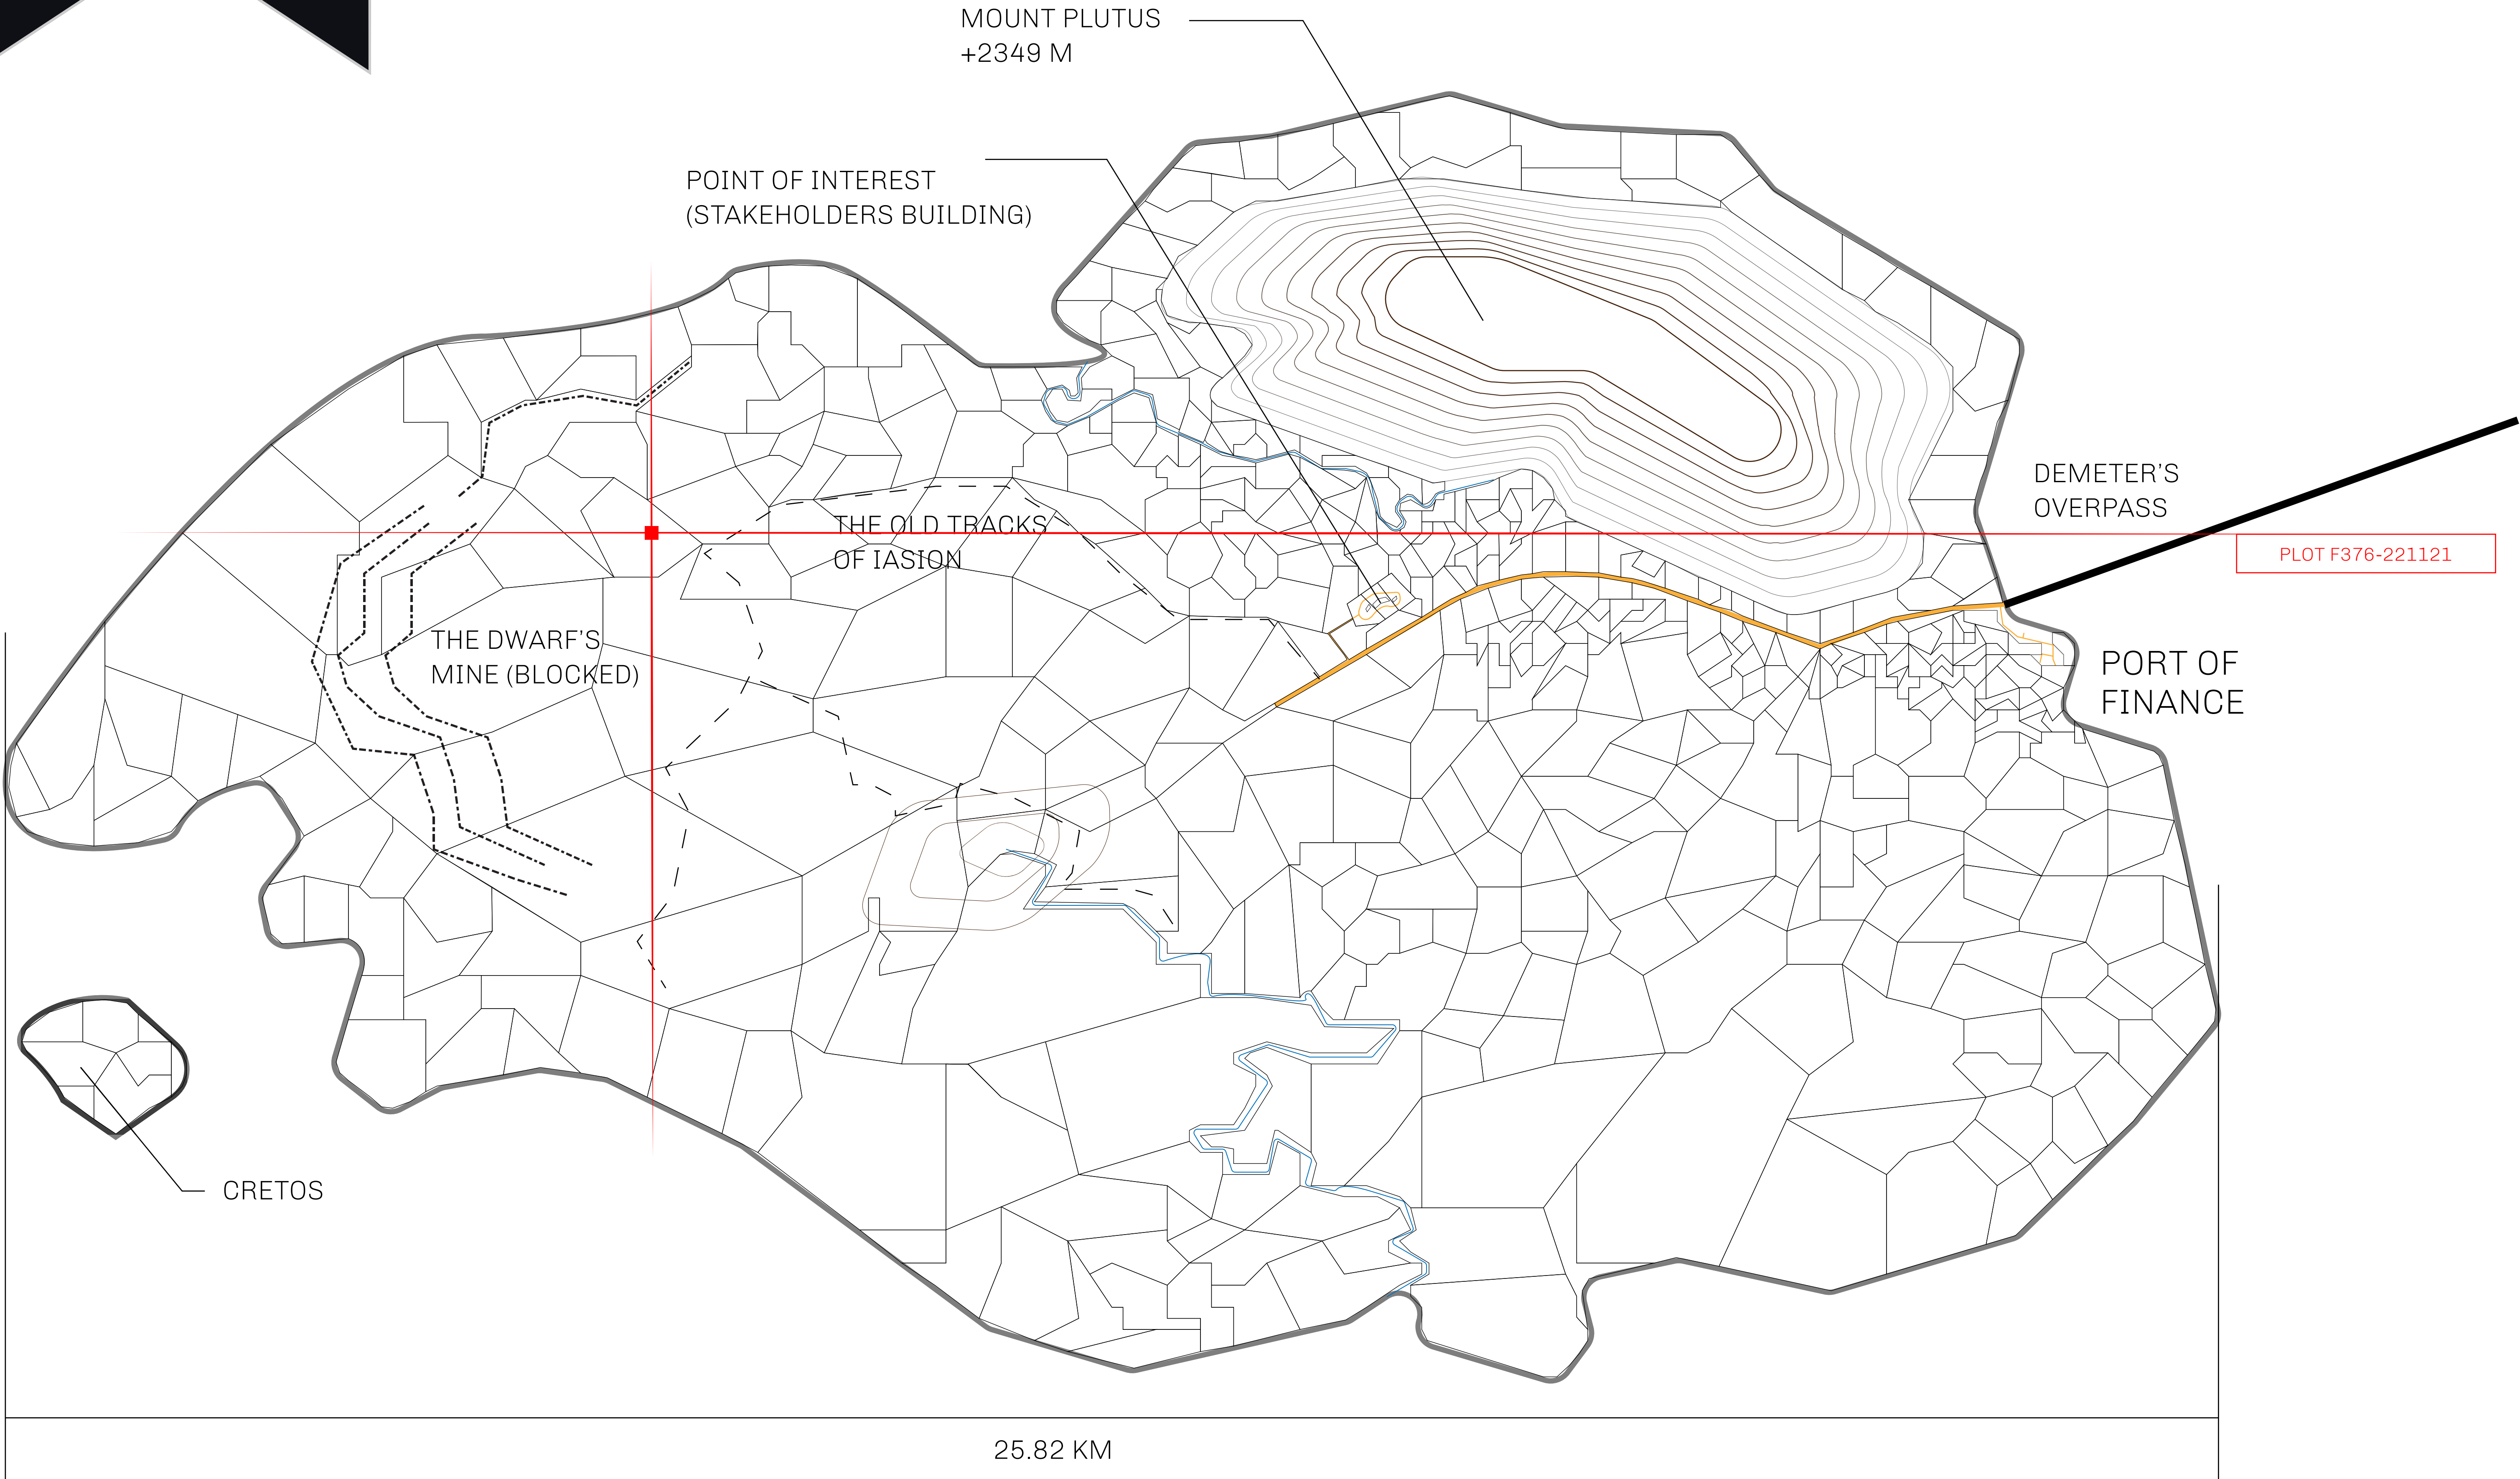 MOUNT PLUTUS
+2349 M
POINT OF INTEREST
(STAKEHOLDERS BUILDING)
DEMETER'S
OVERPASS
THE OLD TRACKS
OF IASION
PLOT F376-221121
THE DWARF'S
MINE (BLOCKED)
PORT OF
FINANCE
CRETOS
25.82 KM